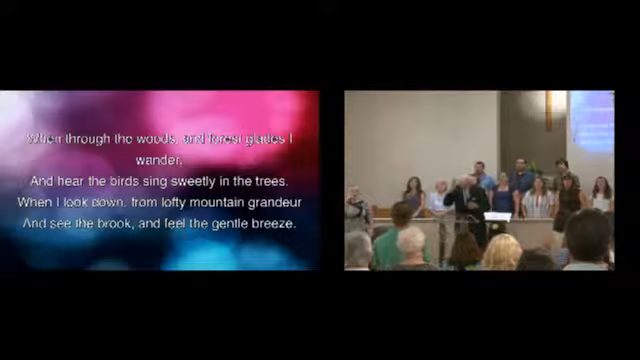 When through the woods, and forest glades I
wander,
And hear the birds sing sweetly in the trees.
When I look down, from lofty mountain grandeur
And see the brook, and feel the gentle breeze.